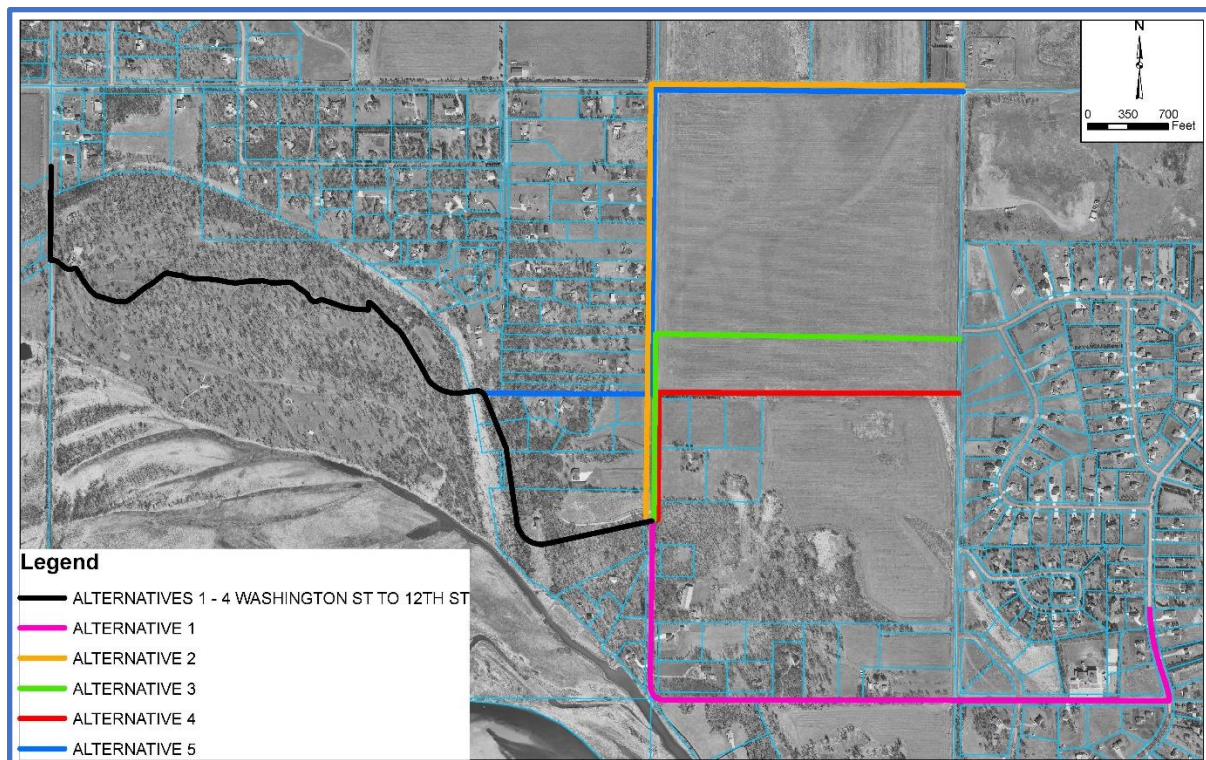 N
0 350 700
Feet
Legend
ALTERNATIVES 1 - 4 WASHINGTON ST TO 12TH ST
ALTERNATIVE 1
ALTERNATIVE 2
ALTERNATIVE 3
ALTERNATIVE 4
ALTERNATIVE 5